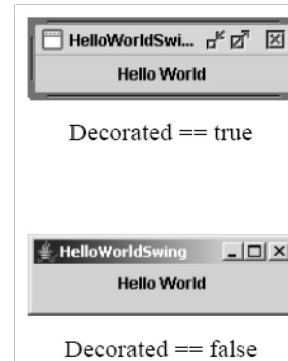 HelloWorldSwi...
Hello World
Decorated == true
HelloWorldSwing
Hello World
Decorated == false